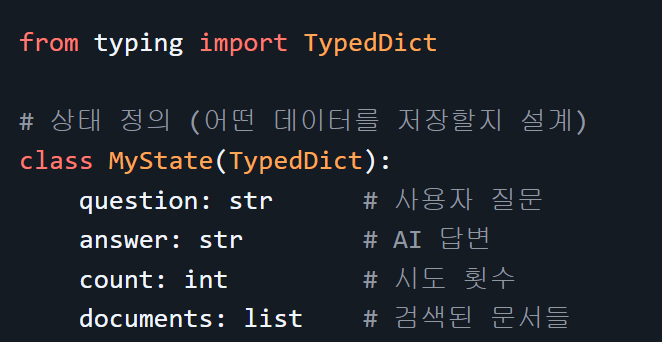 from typing import TypedDict
# 상태 정의 (어떤 데이터를 저장할지 설계)
class MyState(TypedDict):
question: str # 사용자 질문
answer: str # AI 답변
count: int # 시도 횟수
documents: list # 검색된 문서들